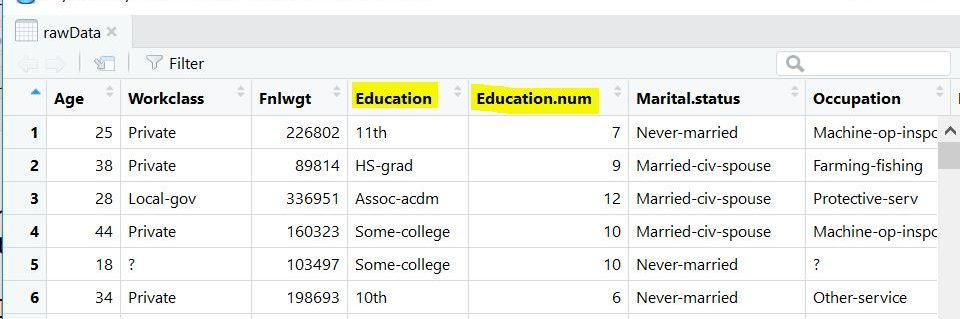 rawData
Filter
Age Workclass Fnlwgt Education Education.num Marital.status Occupation
1 25 Private 226802 11th 7 Never-married Machine-op-inspc
2 38 Private 89814 HS-grad 9 Married-civ-spouse Farming-fishing
3 28 Local-gov 336951 Assoc-acdm 12 Married-civ-spouse Protective-serv
4 44 Private 160323 Some-college 10 Married-civ-spouse Machine-op-inspc
5 18 ? 103497 Some-college 10 Never-married ?
6 34 Private 198693 10th 6 Never-married Other-service